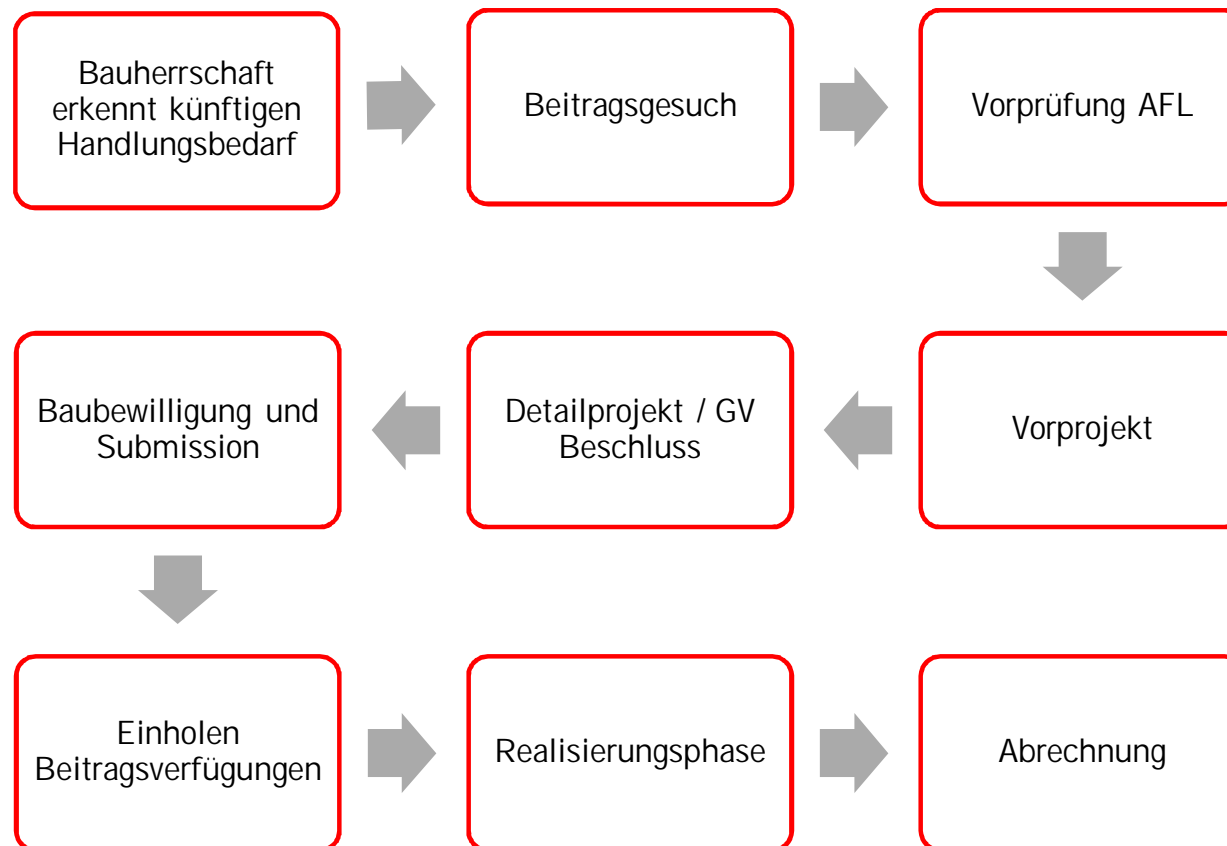 Bauherrschaft
erkennt künftigen
Handlungsbedarf
Beitragsgesuch
Vorprüfung AFL
Vorprojekt
Detailprojekt / GV
Beschluss
Baubewilligung und
Submission
Einholen
Beitragsverfügungen
Realisierungsphase
Abrechnung